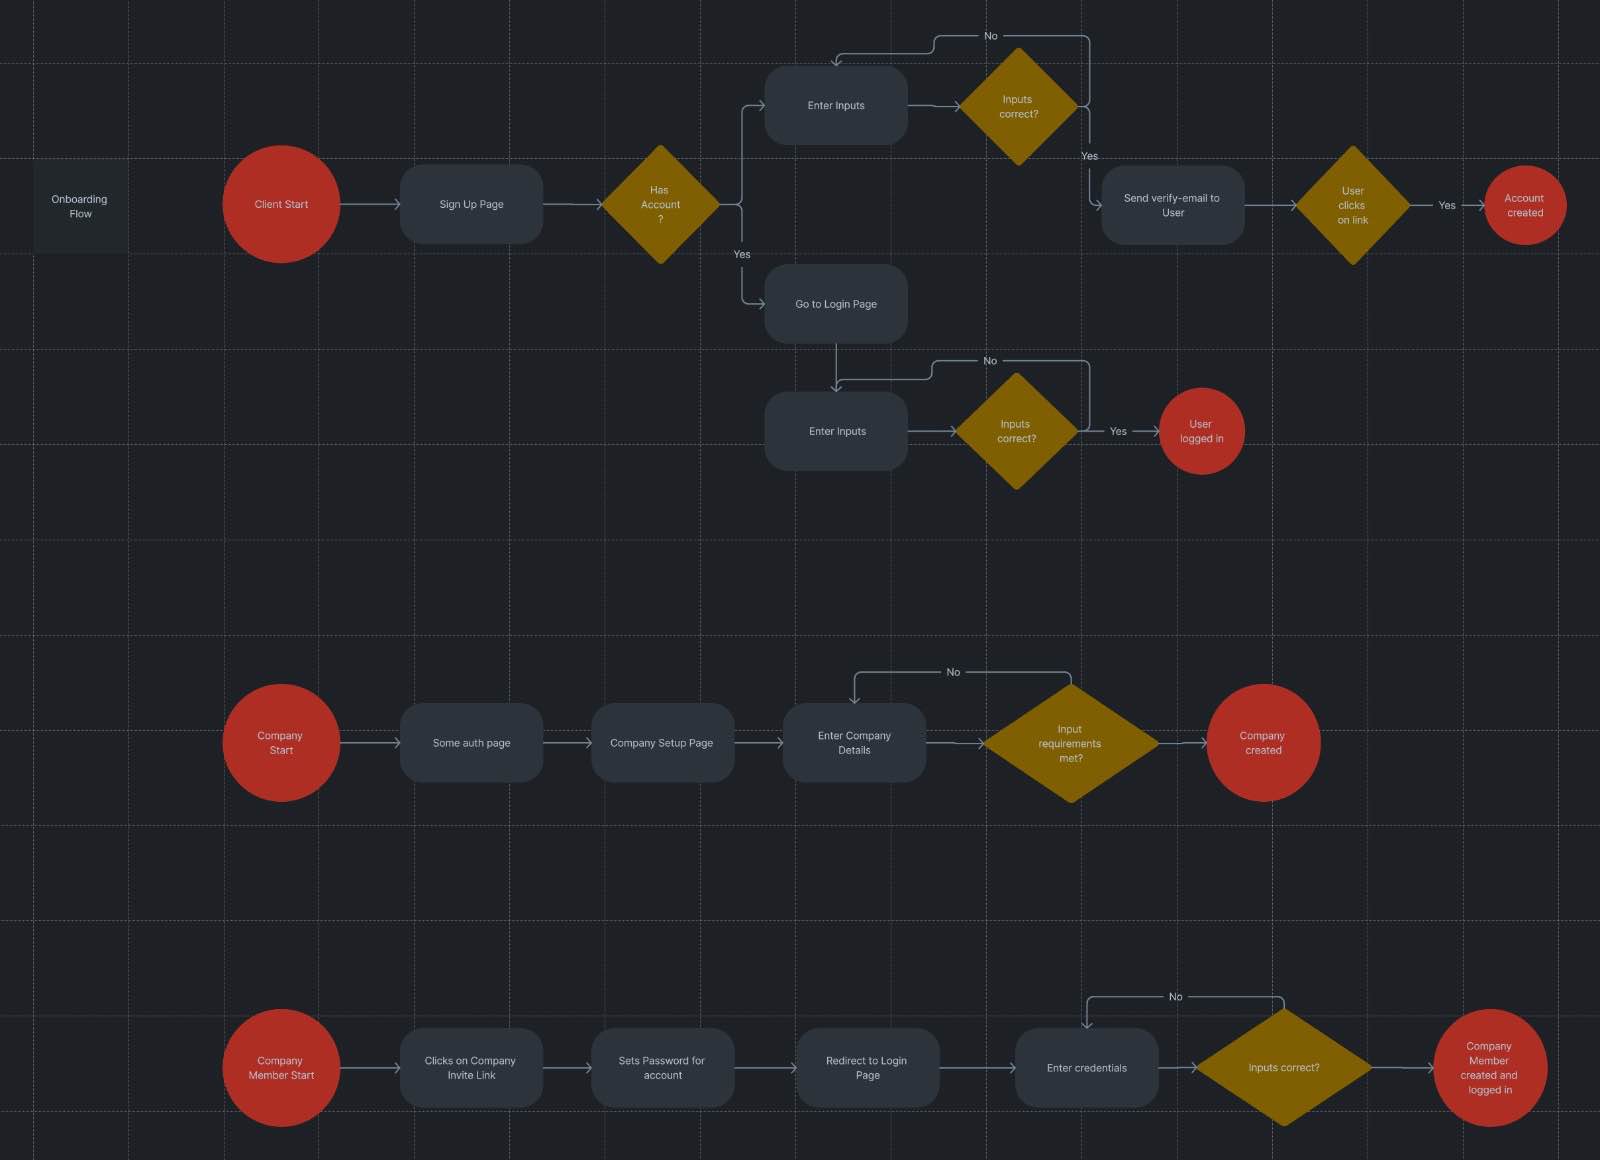 Onboarding
Flow
Client Start
Sign Up Page
Has
Account
?
Enter Inputs
No
Inputs
correct?
Yes
Send verify-email to
User
User
clicks
on link
Yes
Account
created
Yes
Go to Login Page
Enter Inputs
No
Inputs
correct?
Yes
User
logged in
Company
Start
Some auth page
Company Setup Page
Enter Company
Details
No
Input
requirements
met?
Company
created
Company
Member Start
Clicks on Company
Invite Link
Sets Password for
account
Redirect to Login
Page
Enter credentials
No
Inputs correct?
Company
Member
created and
logged in